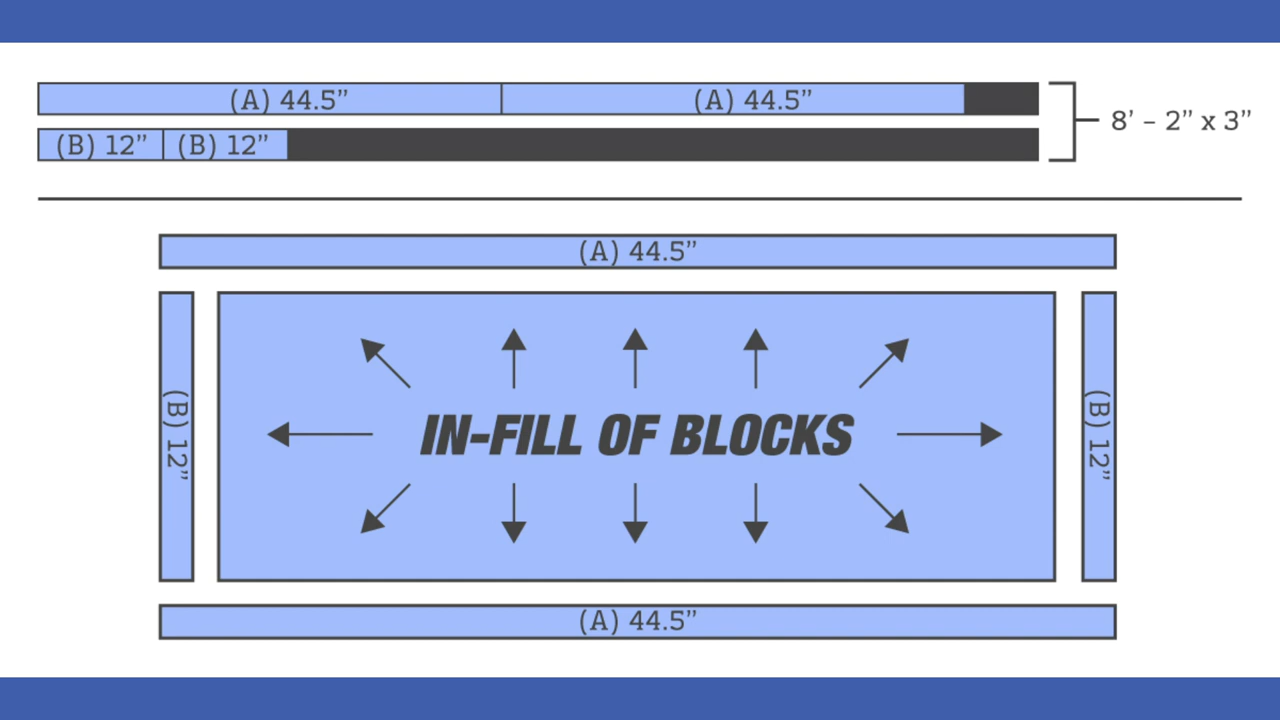 (A) 44.5” (A) 44.5”
8’ – 2” x 3”
(B) 12” (B) 12”
(A) 44.5”
(B) 12”
IN-FILL OF BLOCKS
(B) 12”
(A) 44.5”